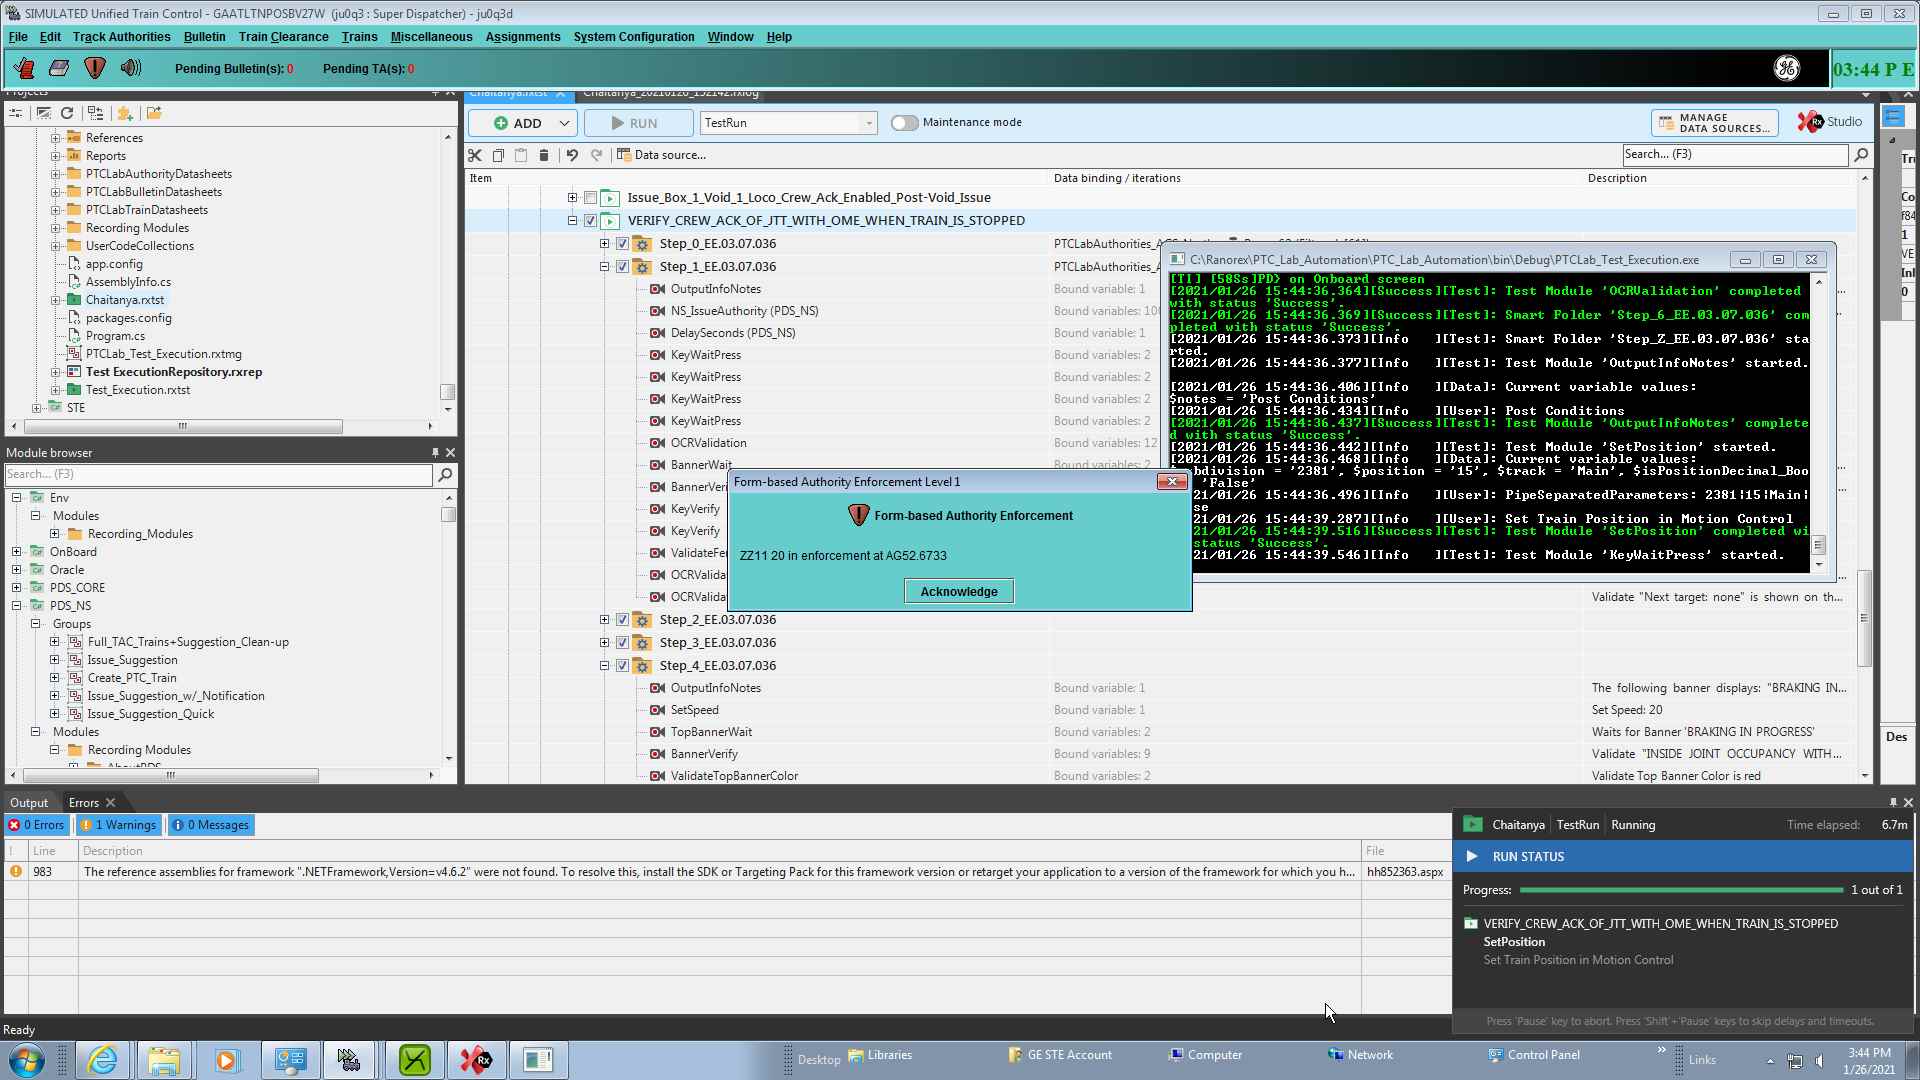 SIMULATED Unified Train Control - GAATLTNPOSBV27W (ju0q3 : Super Dispatcher) - ju0q3d
File Edit Track Authorities Bulletin Train Clearance Trains Miscellaneous Assignments System Configuration Window Help
Pending Bulletin(s): 0 Pending TA(s): 0
03:44 P E
Projects
Chaitanya.rxtst
Chaitanya_20210126_152142.rxlog
ADD
RUN
TestRun
Maintenance mode
MANAGE
DATA SOURCES...
Studio
Data source...
Search... (F3)
Item Data binding / iterations Description
References
Reports
PTCLabAuthorityDatasheets
PTCLabBulletinDatasheets
PTCLabTrainDatasheets
Recording Modules
UserCodeCollections
app.config
AssemblyInfo.cs
Chaitanya.rxtst
packages.config
Program.cs
PTCLab_Test_Execution.rxtmg
Test ExecutionRepository.rxrep
Test_Execution.rxtst
STE
Module browser
Search... (F3)
Env
Modules
Recording_Modules
OnBoard
Oracle
PDS_CORE
PDS_NS
Groups
Full_TAC_Trains+Suggestion_Clean-up
Issue_Suggestion
Create_PTC_Train
Issue_Suggestion_w/_Notification
Issue_Suggestion_Quick
Modules
Recording Modules
AboutPDS
Issue_Box_1_Void_1_Loco_Crew_Ack_Enabled_Post-Void_Issue
VERIFY_CREW_ACK_OF_JTT_WITH_OME_WHEN_TRAIN_IS_STOPPED
Step_0_EE.03.07.036
Step_1_EE.03.07.036 PTCLabAuthorities_A
OutputInfoNotes Bound variable: 1
NS_IssueAuthority (PDS_NS) Bound variables: 10
DelaySeconds (PDS_NS) Bound variable: 1
KeyWaitPress Bound variables: 2
KeyWaitPress Bound variables: 2
KeyWaitPress Bound variables: 2
KeyWaitPress Bound variables: 2
OCRValidation Bound variables: 12
BannerWait Bound variables: 2
BannerVeri
KeyVerify
KeyVerify
ValidateFe
OCRValida
OCRValida Validate "Next target: none" is shown on th...
Step_2_EE.03.07.036
Step_3_EE.03.07.036
Step_4_EE.03.07.036
OutputInfoNotes Bound variable: 1 The following banner displays: "BRAKING IN...
SetSpeed Bound variable: 1 Set Speed: 20
TopBannerWait Bound variables: 2 Waits for Banner 'BRAKING IN PROGRESS'
BannerVerify Bound variables: 9 Validate "INSIDE JOINT OCCUPANCY WITH...
ValidateTopBannerColor Bound variables: 2 Validate Top Banner Color is red
C:\Ranorex\PTC_Lab_Automation\PTC_Lab_Automation\bin\Debug\PTCLab_Test_Execution.exe
[T1] [58Ss]PD} on Onboard screen
[2021/01/26 15:44:36.364][Success][Test]: Test Module 'OCRValidation' completed
with status 'Success'.
[2021/01/26 15:44:36.369][Success][Test]: Smart Folder 'Step_6_EE.03.07.036' com
pleted with status 'Success'.
[2021/01/26 15:44:36.373][Info ][Test]: Smart Folder 'Step_Z_EE.03.07.036' sta
rted.
[2021/01/26 15:44:36.377][Info ][Test]: Test Module 'OutputInfoNotes' started.
[2021/01/26 15:44:36.406][Info ][Data]: Current variable values:
$notes = 'Post Conditions'
[2021/01/26 15:44:36.434][Info ][User]: Post Conditions
[2021/01/26 15:44:36.437][Success][Test]: Test Module 'OutputInfoNotes' complete
d with status 'Success'.
[2021/01/26 15:44:36.442][Info ][Test]: Test Module 'SetPosition' started.
[2021/01/26 15:44:36.468][Info ][Data]: Current variable values:
bdivision = '2381', $position = '15', $track = 'Main', $isPositionDecimal_Boo
'False'
21/01/26 15:44:36.496][Info ][User]: PipeSeparatedParameters: 2381|15|Main|
se
21/01/26 15:44:39.287][Info ][User]: Set Train Position in Motion Control
21/01/26 15:44:39.516][Success][Test]: Test Module 'SetPosition' completed wi
status 'Success'.
21/01/26 15:44:39.546][Info ][Test]: Test Module 'KeyWaitPress' started.
Form-based Authority Enforcement Level 1
Form-based Authority Enforcement
ZZ11 20 in enforcement at AG52.6733
Acknowledge
Tr
Co
f84
1
VE
Inl
0
Des
Output Errors
0 Errors 1 Warnings 0 Messages
! Line Description File
983 The reference assemblies for framework ".NETFramework,Version=v4.6.2" were not found. To resolve this, install the SDK or Targeting Pack for this framework version or retarget your application to a version of the framework for which you h... hh852363.aspx
Chaitanya TestRun Running Time elapsed: 6.7m
RUN STATUS
Progress: 1 out of 1
VERIFY_CREW_ACK_OF_JTT_WITH_OME_WHEN_TRAIN_IS_STOPPED
SetPosition
Set Train Position in Motion Control
Press 'Pause' key to abort. Press 'Shift'+'Pause' keys to skip delays and timeouts.
Ready
Desktop Libraries GE STE Account Computer Network Control Panel » Links
3:44 PM
1/26/2021